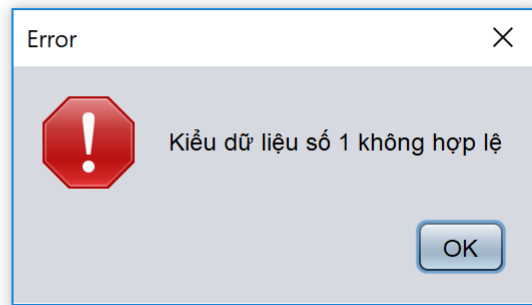 Error
Kiểu dữ liệu số 1 không hợp lệ
OK